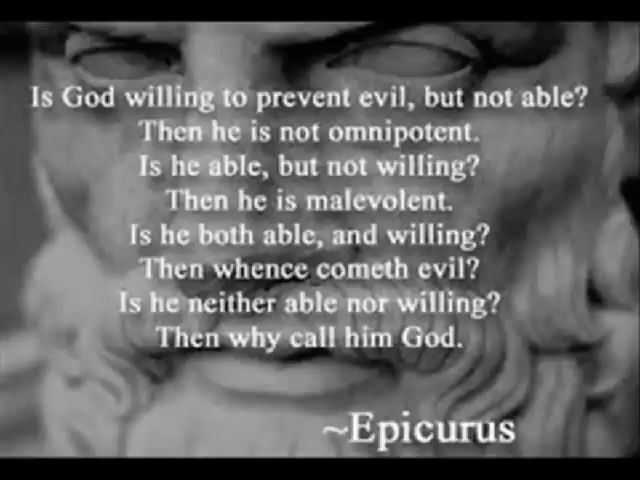 Is God willing to prevent evil, but not able?
Then he is not omnipotent.
Is he able, but not willing?
Then he is malevolent.
Is he both able, and willing?
Then whence cometh evil?
Is he neither able nor willing?
Then why call him God.
~Epicurus